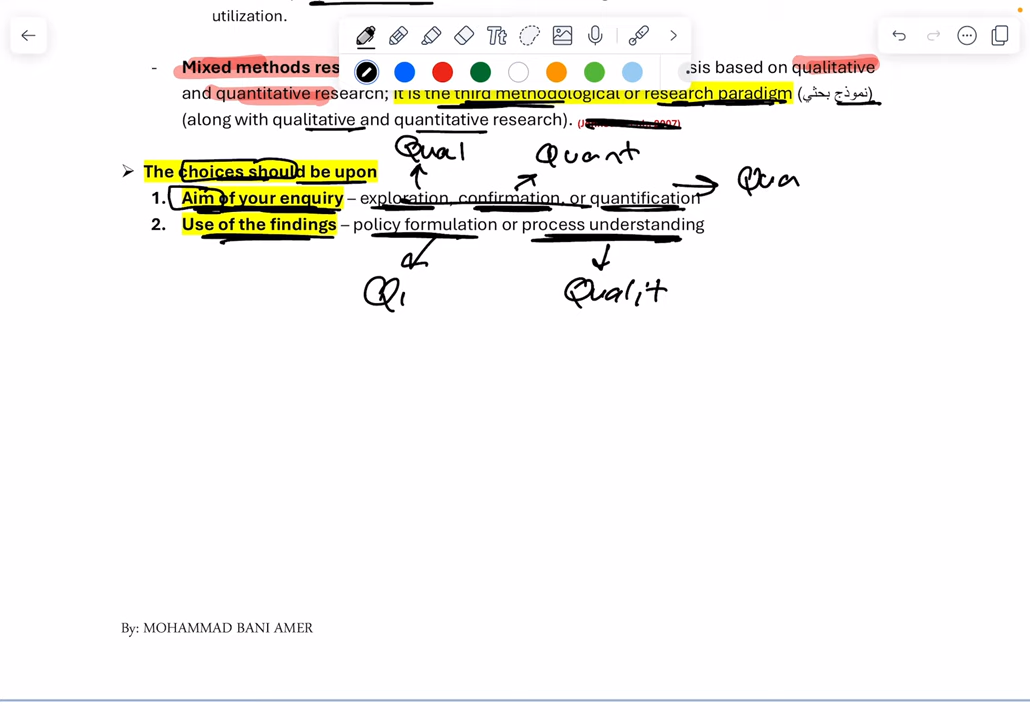 utilization.
- Mixed methods res sis based on qualitative
and quantitative research; it is the third methodological or research paradigm (نموذج بحثي)
(along with qualitative and quantitative research). 2007)
Qual Quant
➢ The choices should be upon
Qua
1. Aim of your enquiry – exploration, confirmation, or quantification
2. Use of the findings – policy formulation or process understanding
Qualit
By: MOHAMMAD BANI AMER